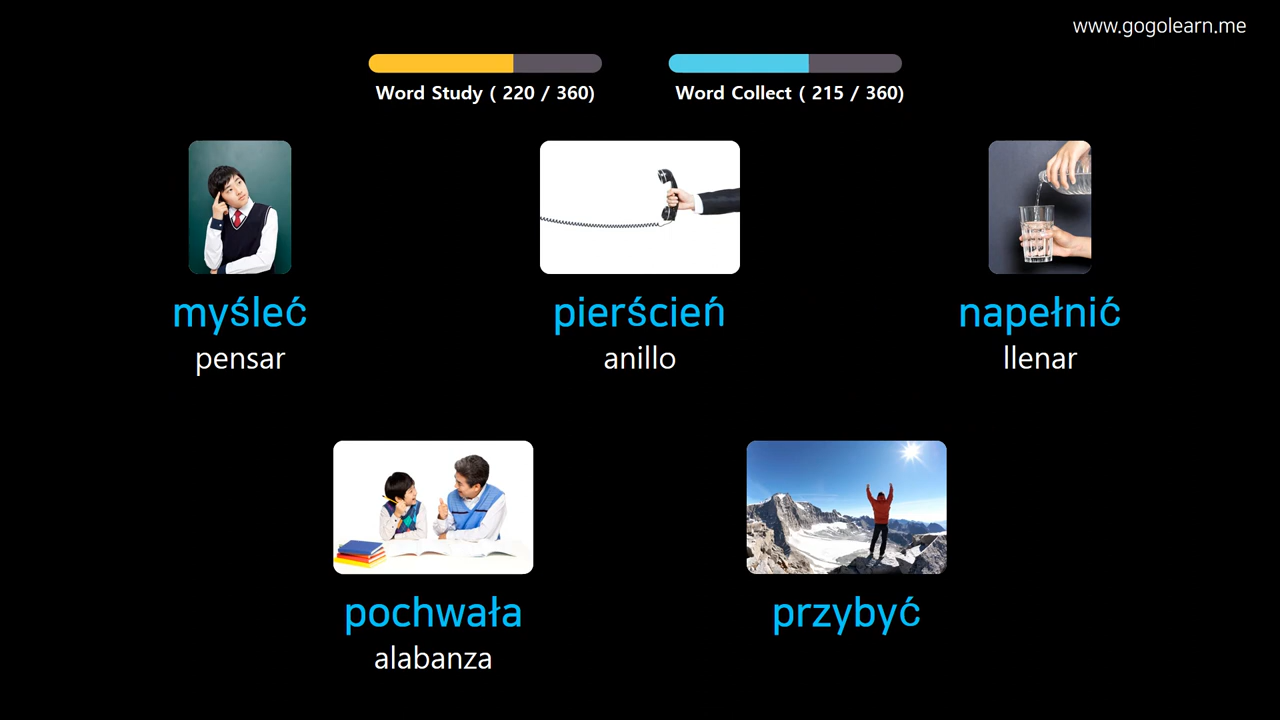 www.gogolearn.me
Word Study ( 220 / 360)
Word Collect ( 215 / 360)
myśleć
pensar
pierścień
anillo
napełnić
llenar
pochwała
alabanza
przybyć